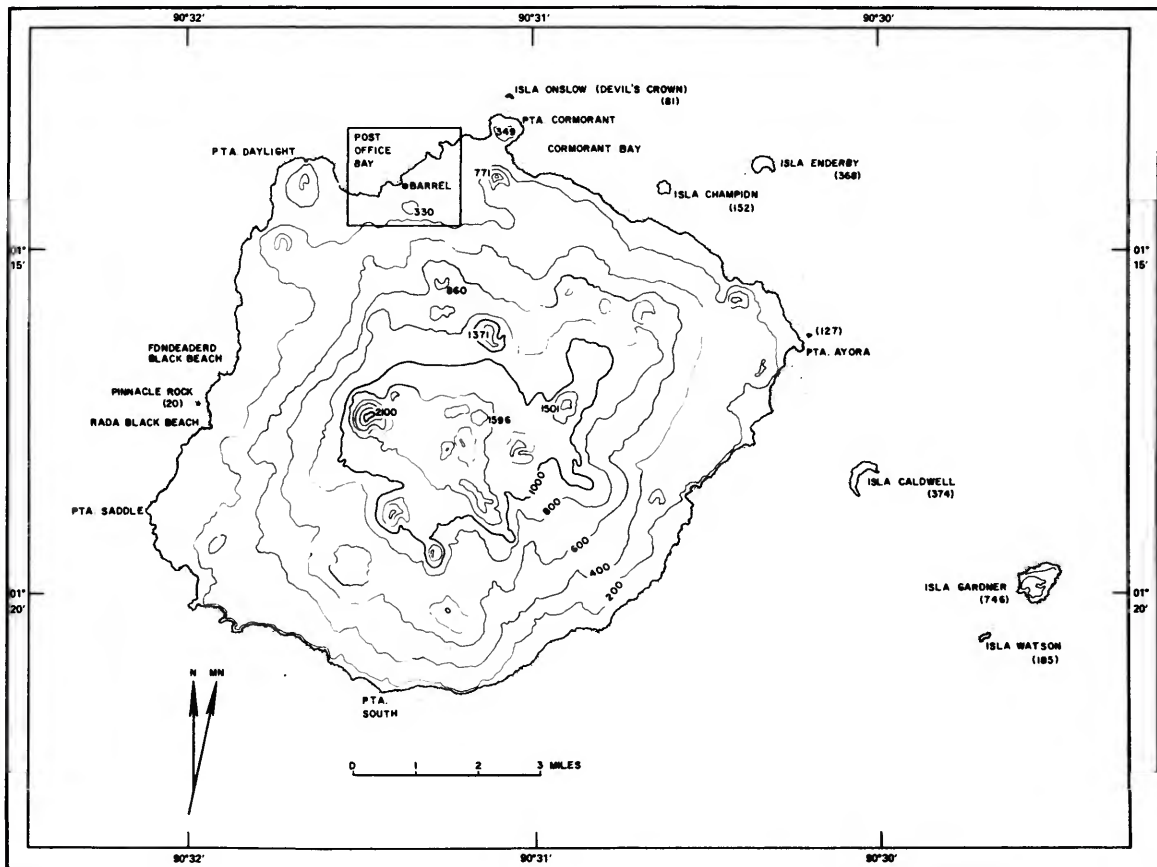 90°32'
90°31'
90°30'
ISLA ONSLOW (DEVIL'S CROWN)
(81)
PTA. CORMORANT
349
CORMORANT BAY
POST
OFFICE
BAY
PTA. DAYLIGHT
BARREL
330
771
ISLA ENDERBY
(368)
ISLA CHAMPIDN
(152)
01°
15'
01°
15'
860
1371
(127)
PTA. AYORA
FDNDEADERD
BLACK BEACH
PINNACLE ROCK
(20)
RADA BLACK BEACH
2100
1596
1501
1000
800
600
400
200
PTA. SADDLE
ISLA CALDWELL
(374)
01°
20'
01°
20'
ISLA GARDNER
(746)
ISLA WATSON
(185)
N MN
PTA.
SOUTH
0 1 2 3 MILES
90°32'
90°31'
90°30'